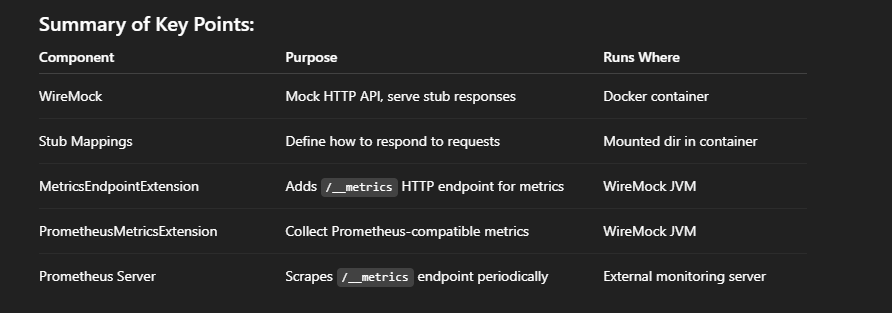 Summary of Key Points:
Component Purpose Runs Where
WireMock Mock HTTP API, serve stub responses Docker container
Stub Mappings Define how to respond to requests Mounted dir in container
MetricsEndpointExtension Adds /__metrics HTTP endpoint for metrics WireMock JVM
PrometheusMetricsExtension Collect Prometheus-compatible metrics WireMock JVM
Prometheus Server Scrapes /__metrics endpoint periodically External monitoring server